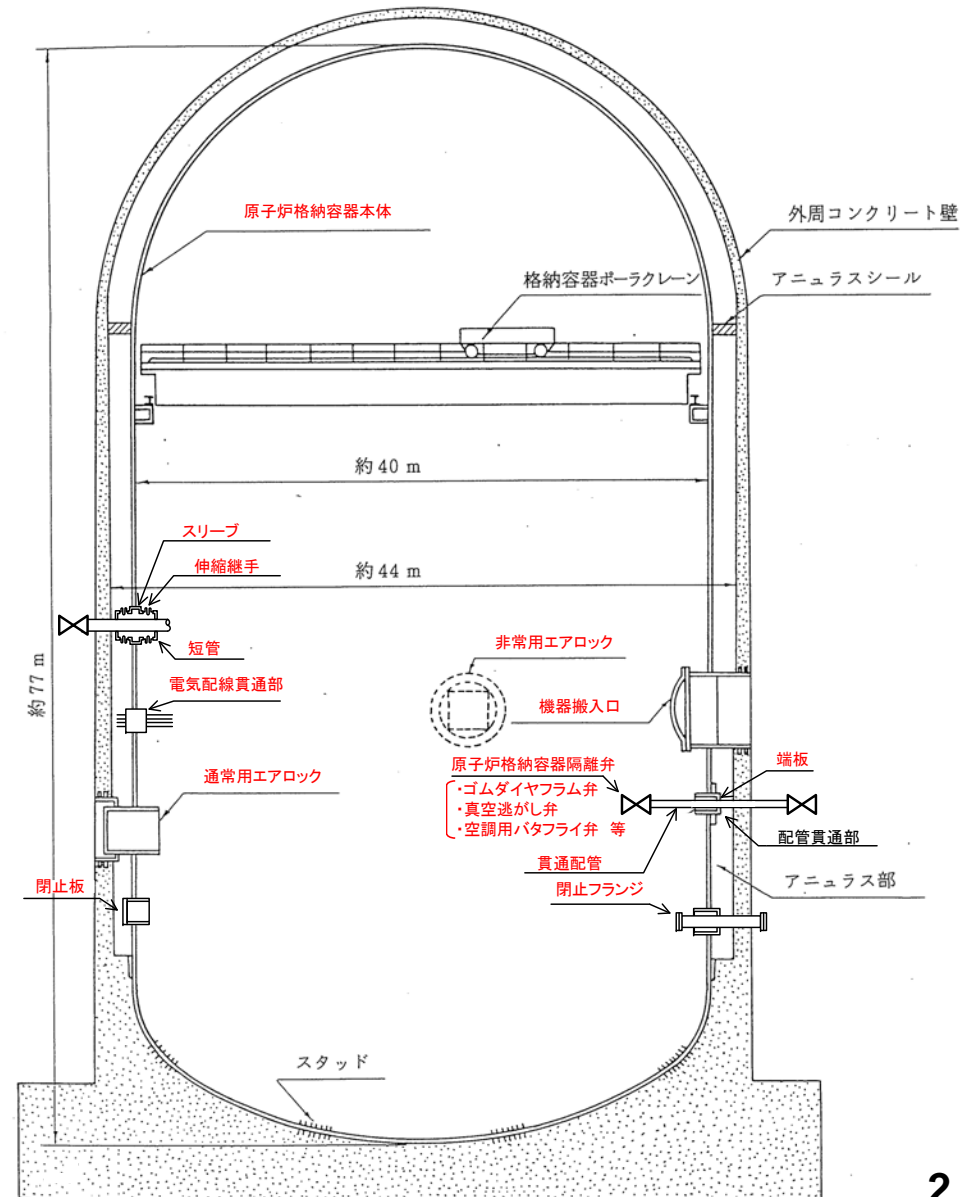 原子炉格納容器本体
外周コンクリート壁
格納容器ポーラクレーン
アニュラスシール
約40 m
スリーブ
伸縮継手
約44 m
短管
非常用エアロック
電気配線貫通部
機器搬入口
約77 m
原子炉格納容器隔離弁
・ゴムダイヤフラム弁
・真空逃がし弁
・空調用バタフライ弁 等
端板
通常用エアロック
配管貫通部
貫通配管
閉止板
閉止フランジ
アニュラス部
スタッド
2